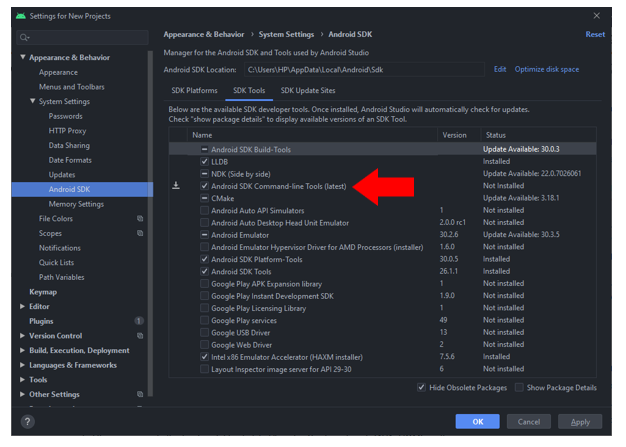 Settings for New Projects
Appearance & Behavior
Appearance
Menus and Toolbars
System Settings
Passwords
HTTP Proxy
Data Sharing
Date Formats
Updates
Android SDK
Memory Settings
File Colors
Scopes
Notifications
Quick Lists
Path Variables
Keymap
Editor
Plugins 1
Version Control
Build, Execution, Deployment
Languages & Frameworks
Tools
Other Settings
Appearance & Behavior > System Settings > Android SDK Reset
Manager for the Android SDK and Tools used by Android Studio
Android SDK Location: C:\Users\HP\AppData\Local\Android\Sdk Edit Optimize disk space
SDK Platforms SDK Tools SDK Update Sites
Below are the available SDK developer tools. Once installed, Android Studio will automatically check for updates.
Check "show package details" to display available versions of an SDK Tool.
Name Version Status
Android SDK Build-Tools Update Available: 30.0.3
LLDB Installed
NDK (Side by side) Update Available: 22.0.7026061
Android SDK Command-line Tools (latest) Not Installed
CMake Update Available: 3.18.1
Android Auto API Simulators 1 Not installed
Android Auto Desktop Head Unit Emulator 2.0.0 rc1 Not installed
Android Emulator 30.2.6 Update Available: 30.3.5
Android Emulator Hypervisor Driver for AMD Processors (installer) 1.6.0 Not installed
Android SDK Platform-Tools 30.0.5 Installed
Android SDK Tools 26.1.1 Installed
Google Play APK Expansion library 1 Not installed
Google Play Instant Development SDK 1.9.0 Not installed
Google Play Licensing Library 1 Not installed
Google Play services 49 Not installed
Google USB Driver 13 Not installed
Google Web Driver 2 Not installed
Intel x86 Emulator Accelerator (HAXM installer) 7.5.6 Installed
Layout Inspector image server for API 29-30 6 Not installed
Hide Obsolete Packages Show Package Details
? OK Cancel Apply